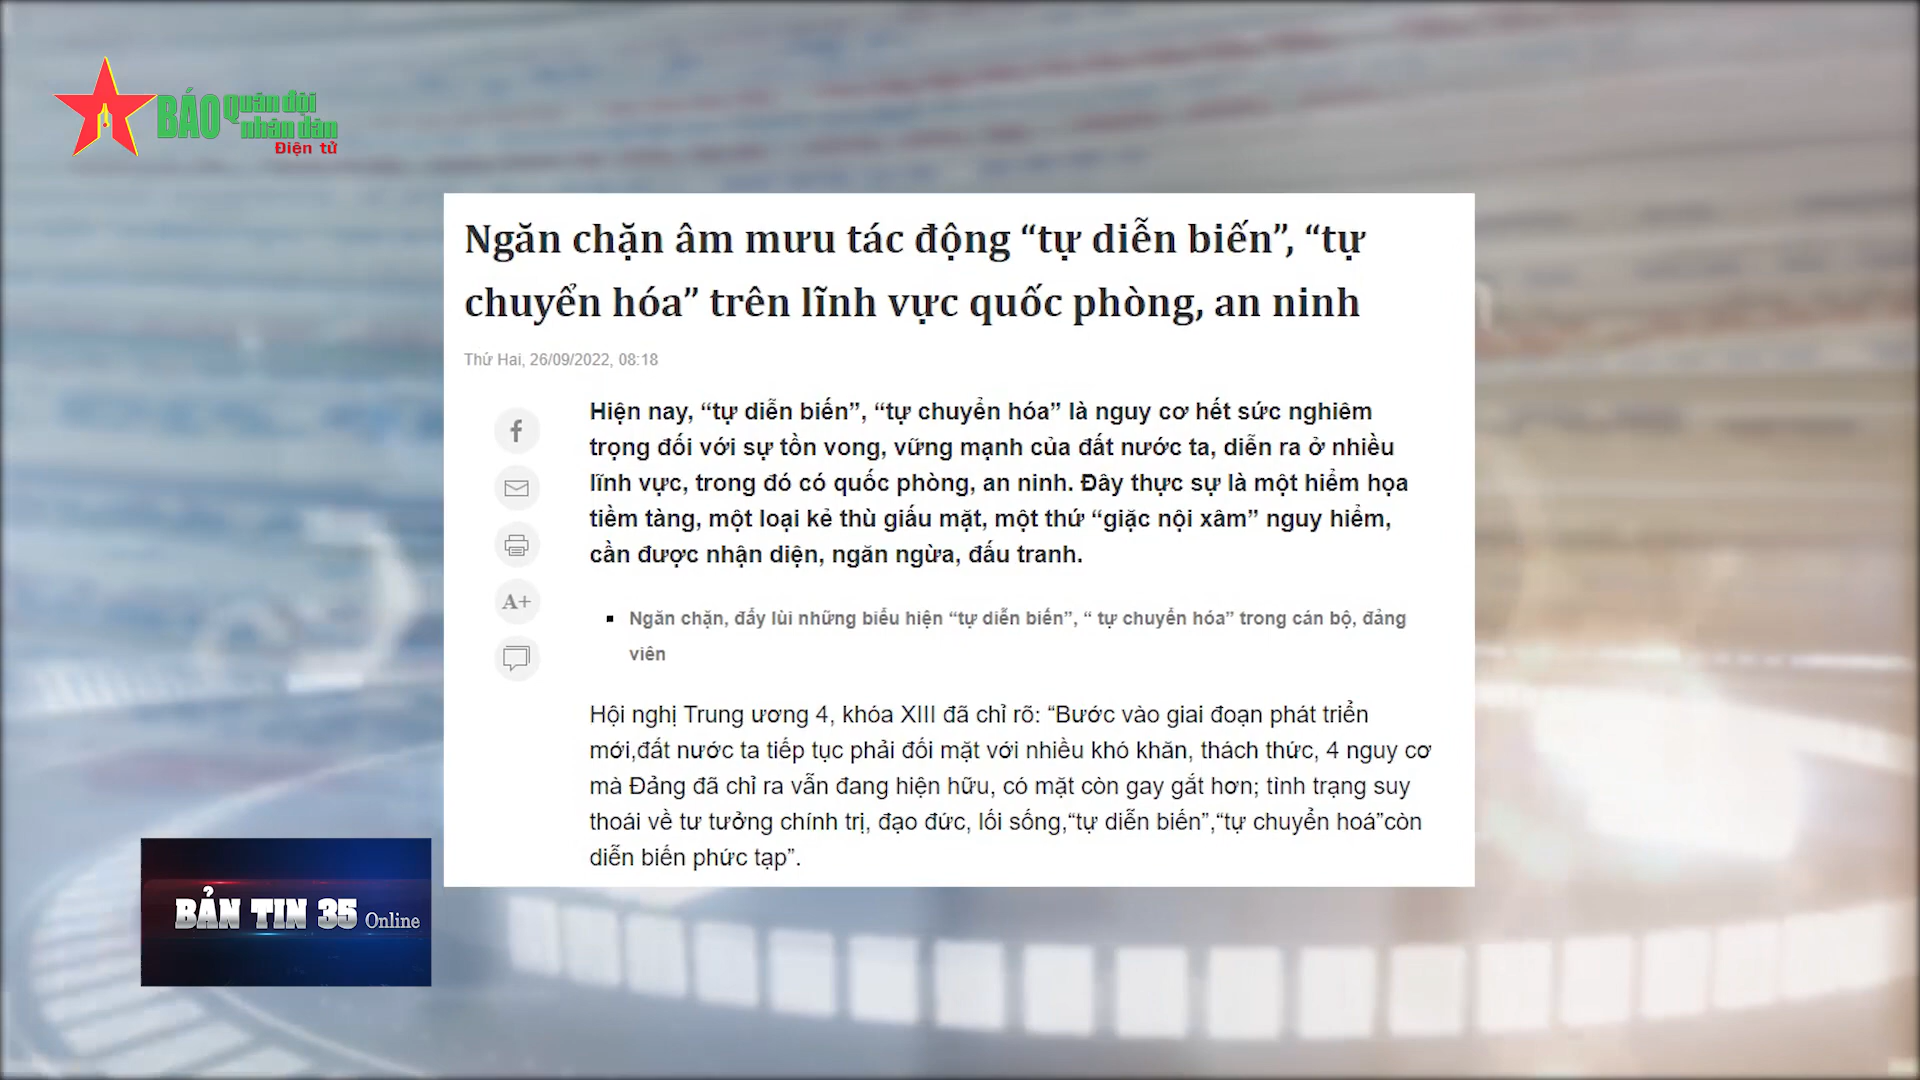 BÁO Quân đội
nhân dân
Điện tử
Ngăn chặn âm mưu tác động “tự diễn biến”, “tự
chuyển hóa” trên lĩnh vực quốc phòng, an ninh
Thứ Hai, 26/09/2022, 08:18
Hiện nay, “tự diễn biến”, “tự chuyển hóa” là nguy cơ hết sức nghiêm
trọng đối với sự tồn vong, vững mạnh của đất nước ta, diễn ra ở nhiều
lĩnh vực, trong đó có quốc phòng, an ninh. Đây thực sự là một hiểm họa
tiềm tàng, một loại kẻ thù giấu mặt, một thứ “giặc nội xâm” nguy hiểm,
cần được nhận diện, ngăn ngừa, đấu tranh.
A+
Ngăn chặn, đẩy lùi những biểu hiện “tự diễn biến”, “ tự chuyển hóa” trong cán bộ, đảng
viên
Hội nghị Trung ương 4, khóa XIII đã chỉ rõ: “Bước vào giai đoạn phát triển
mới,đất nước ta tiếp tục phải đối mặt với nhiều khó khăn, thách thức, 4 nguy cơ
mà Đảng đã chỉ ra vẫn đang hiện hữu, có mặt còn gay gắt hơn; tình trạng suy
thoái về tư tưởng chính trị, đạo đức, lối sống,“tự diễn biến”,“tự chuyển hoá”còn
diễn biến phức tạp”.
BẢN TIN 35 Online